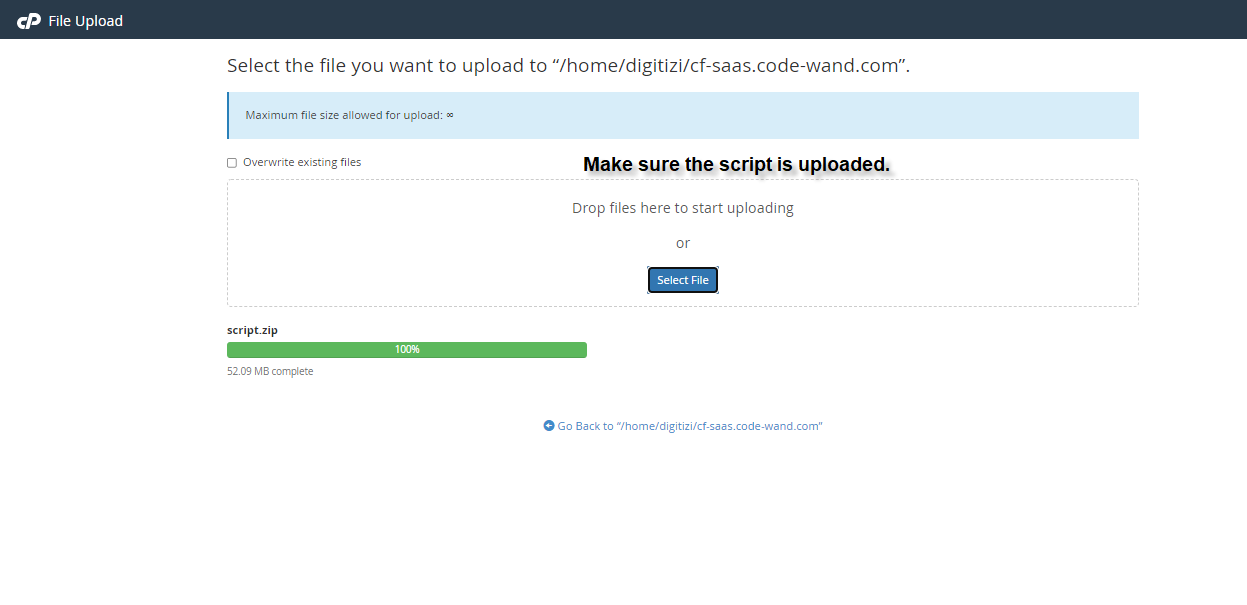 cP File Upload
Select the file you want to upload to “/home/digitizi/cf-saas.code-wand.com”.
Maximum file size allowed for upload: ∞
Overwrite existing files
Make sure the script is uploaded.
Drop files here to start uploading
or
Select File
script.zip
100%
52.09 MB complete
Go Back to “/home/digitizi/cf-saas.code-wand.com”